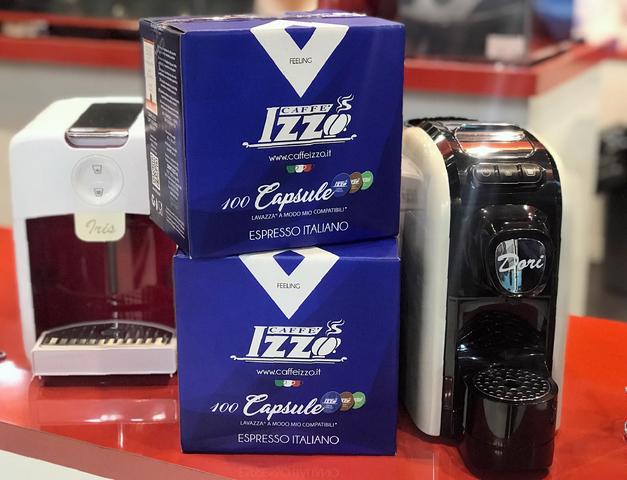 FEELING
CAFFÈ
IZZO
www.caffeizzo.it
100 Capsule
LAVAZZA* A MODO MIO COMPATIBILI*
ESPRESSO ITALIANO
FEELING
CAFFÈ
IZZO
www.caffeizzo.it
100 Capsule
LAVAZZA* A MODO MIO COMPATIBILI*
ESPRESSO ITALIANO
Iris
Dori